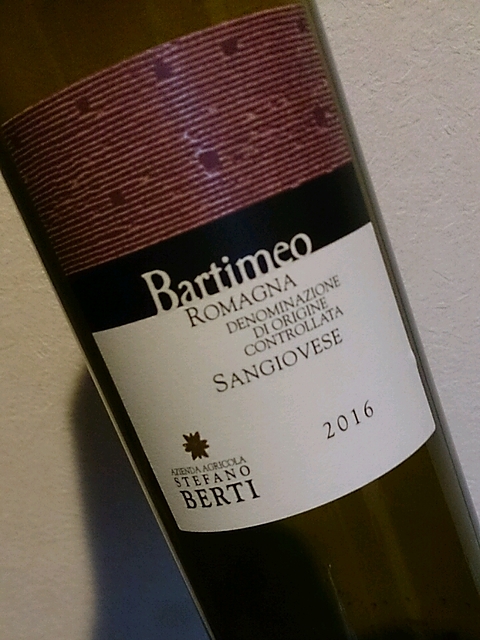 Bartimeo
ROMAGNA
DENOMINAZIONE
DI ORIGINE
CONTROLLATA
SANGIOVESE
2016
AZIENDA AGRICOLA
STEFANO
BERTI